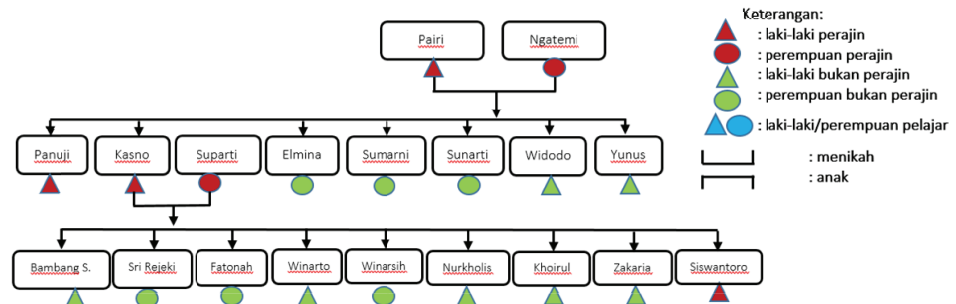 Keterangan:
: laki-laki perajin
: perempuan perajin
: laki-laki bukan perajin
: perempuan bukan perajin
: laki-laki/perempuan pelajar
: menikah
: anak
Pairi Ngatemi
Panuji Kasno Suparti Elmina Sumarni Sunarti Widodo Yunus
Bambang S. Sri Rejeki Fatonah Winarto Winarsih Nurkholis Khoirul Zakaria Siswantoro